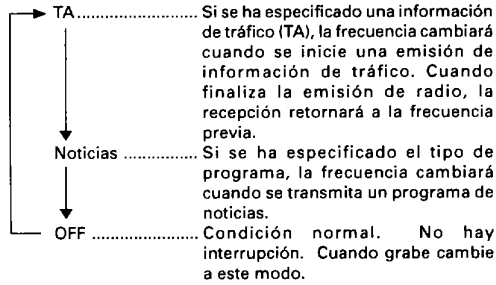 TA...................... Si se ha especificado una información
de tráfico (TA), la frecuencia cambiará
cuando se inicie una emisión de
información de tráfico. Cuando
finaliza la emisión de radio, la
recepción retornará a la frecuencia
previa.
Noticias .............. Si se ha especificado el tipo de
programa, la frecuencia cambiará
cuando se transmita un programa de
noticias.
OFF .................... Condición normal. No hay
interrupción. Cuando grabe cambie
a este modo.